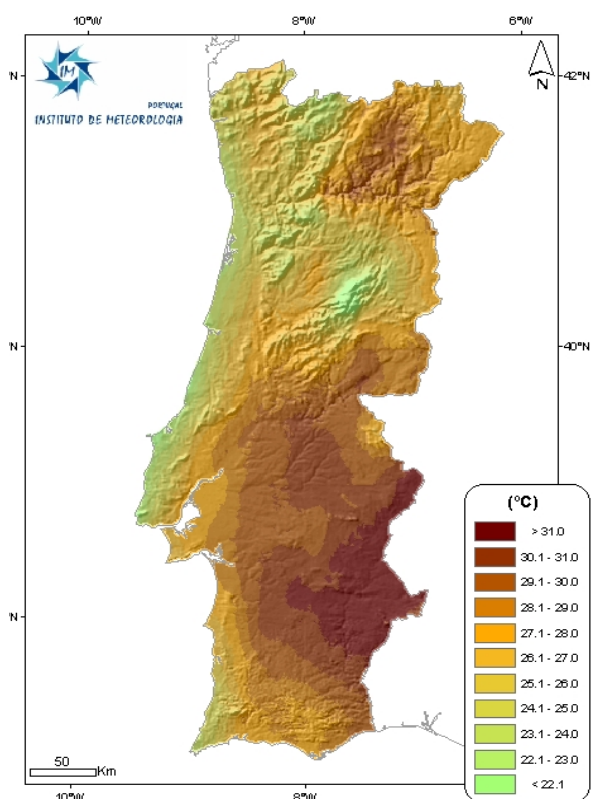 10°W 8°W 6°W
'N 42°N
IM
PORTUGAL
INSTITUTO DE METEOROLOGIA
N
'N 40°N
'N
(°C)
> 31.0
30.1 - 31.0
29.1 - 30.0
28.1 - 29.0
27.1 - 28.0
26.1 - 27.0
25.1 - 26.0
24.1 - 25.0
23.1 - 24.0
22.1 - 23.0
< 22.1
50
Km
10°W 8°W